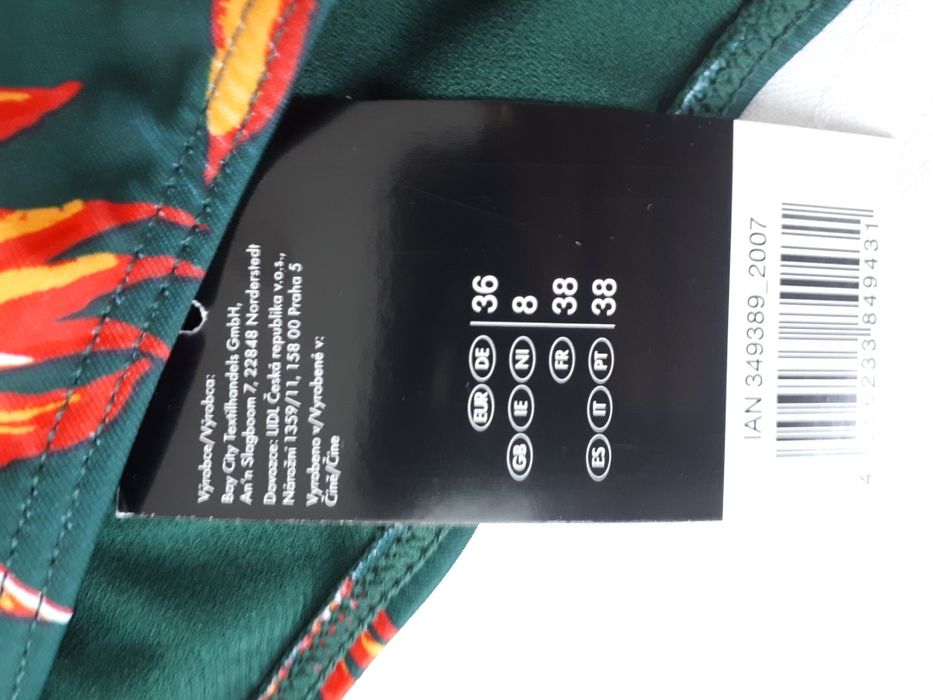 Výrobce/Výrobca:
Bay City Textilhandels GmbH,
An'n Slagboom 7, 22848 Norderstedt
Dovozce: LIDL Česká republika v.o.s.,
Nárožní 1359/11, 158 00 Praha 5
Vyrobeno v/Vyrobené v:
Číně/Číne
EUR DE 36
GB IE NI 8
FR 38
ES IT PT 38
IAN 349389_2007